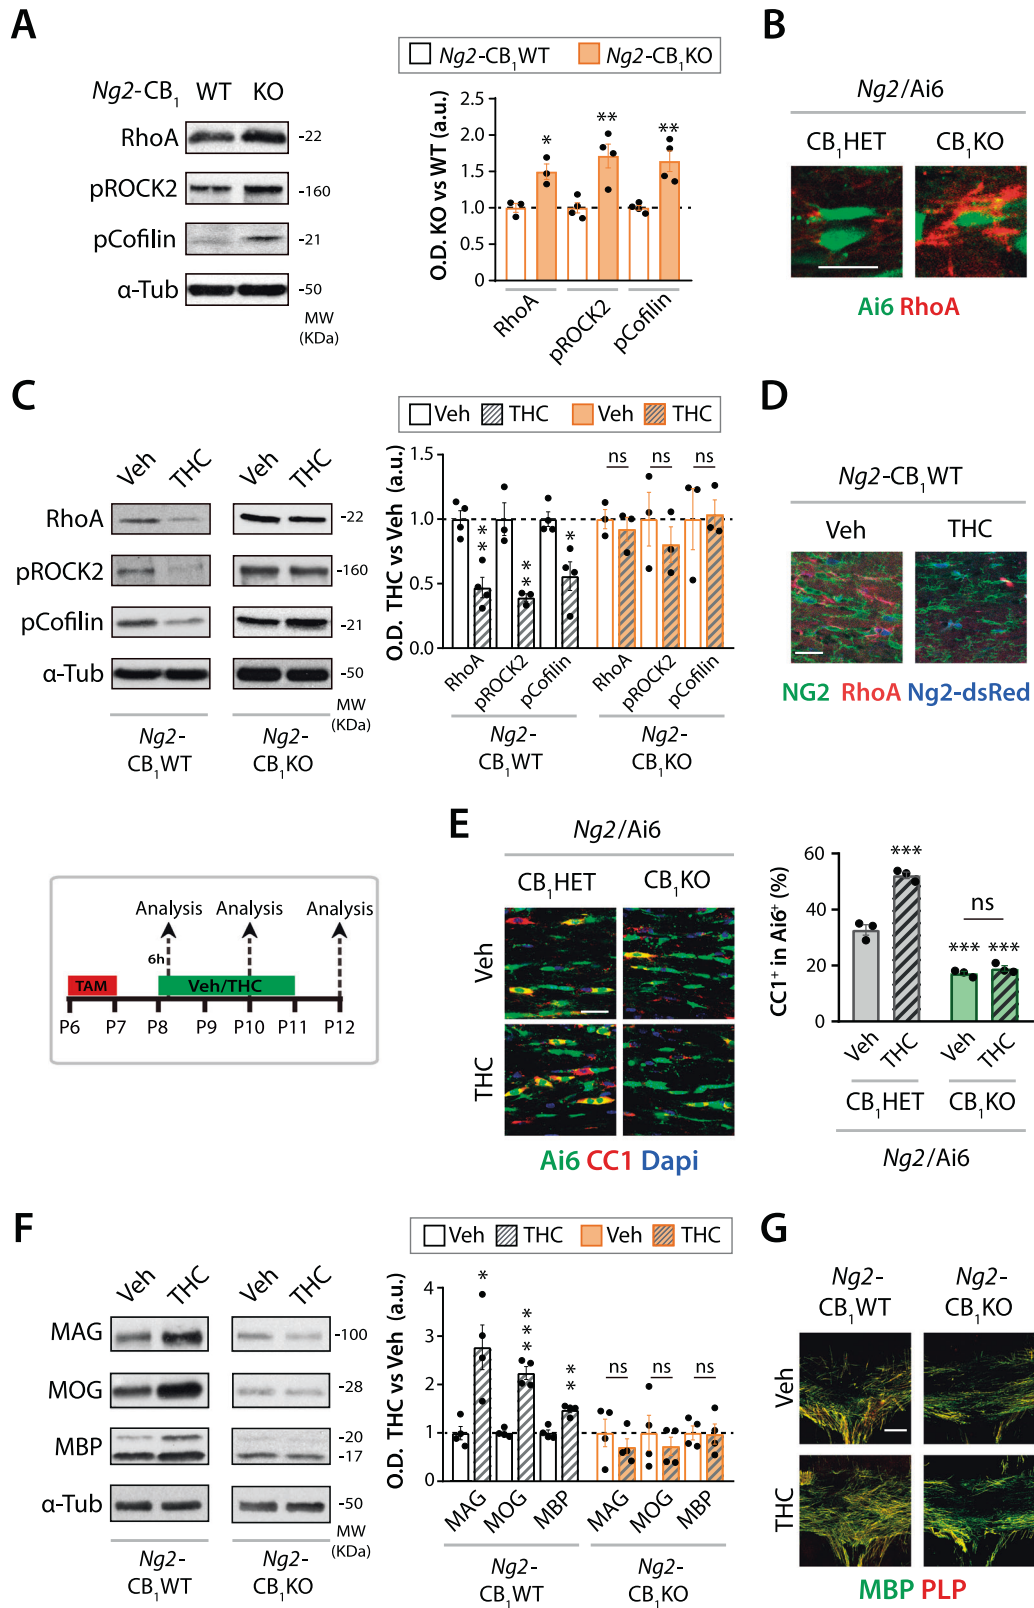 A
Ng2-CB1 WT KO
RhoA -22
pROCK2 -160
pCofilin -21
α-Tub -50
MW
(KDa)
Ng2-CB1WT Ng2-CB1KO
O.D. KO vs WT (a.u.)
2.5
2.0
1.5
1.0
0.5
0
* ** **
RhoA pROCK2 pCofilin
B
Ng2/Ai6
CB1HET CB1KO
Ai6 RhoA
C
Veh THC Veh THC
RhoA -22
pROCK2 -160
pCofilin -21
α-Tub -50
MW
(KDa)
Ng2-
CB1WT
Ng2-
CB1KO
Veh THC Veh THC
O.D. THC vs Veh (a.u.)
1.5
1.0
0.5
0
** *** * ns ns ns
RhoA pROCK2 pCofilin RhoA pROCK2 pCofilin
Ng2-
CB1WT
Ng2-
CB1KO
D
Ng2-CB1WT
Veh THC
NG2 RhoA Ng2-dsRed
Analysis Analysis Analysis
6h
TAM Veh/THC
P6 P7 P8 P9 P10 P11 P12
E
Ng2/Ai6
CB1HET CB1KO
Veh
THC
Ai6 CC1 Dapi
CC1+ in Ai6+ (%)
60
40
20
0
*** ns
*** ***
Veh THC Veh THC
CB1HET CB1KO
Ng2/Ai6
F
Veh THC Veh THC
MAG -100
MOG -28
MBP -20
-17
α-Tub -50
MW
(KDa)
Ng2-
CB1WT
Ng2-
CB1KO
Veh THC Veh THC
O.D. THC vs Veh (a.u.)
4
3
2
1
0
* *** ** ns ns ns
MAG MOG MBP MAG MOG MBP
Ng2-
CB1WT
Ng2-
CB1KO
G
Ng2-
CB1WT
Ng2-
CB1KO
Veh
THC
MBP PLP